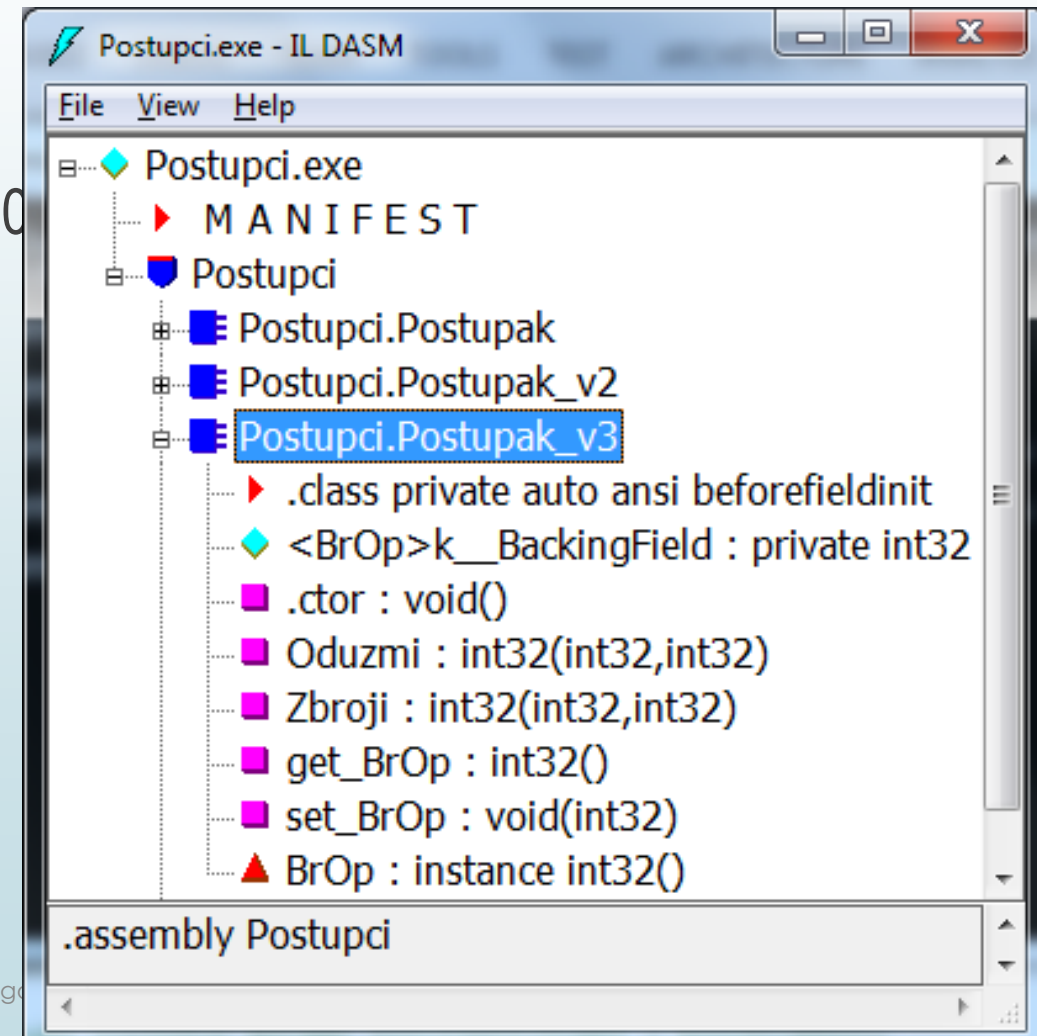 Postupci.exe - IL DASM
File View Help
Postupci.exe
M A N I F E S T
Postupci
Postupci.Postupak
Postupci.Postupak_v2
Postupci.Postupak_v3
.class private auto ansi beforefieldinit
<BrOp>k__BackingField : private int32
.ctor : void()
Oduzmi : int32(int32,int32)
Zbroji : int32(int32,int32)
get_BrOp : int32()
set_BrOp : void(int32)
BrOp : instance int32()
.assembly Postupci